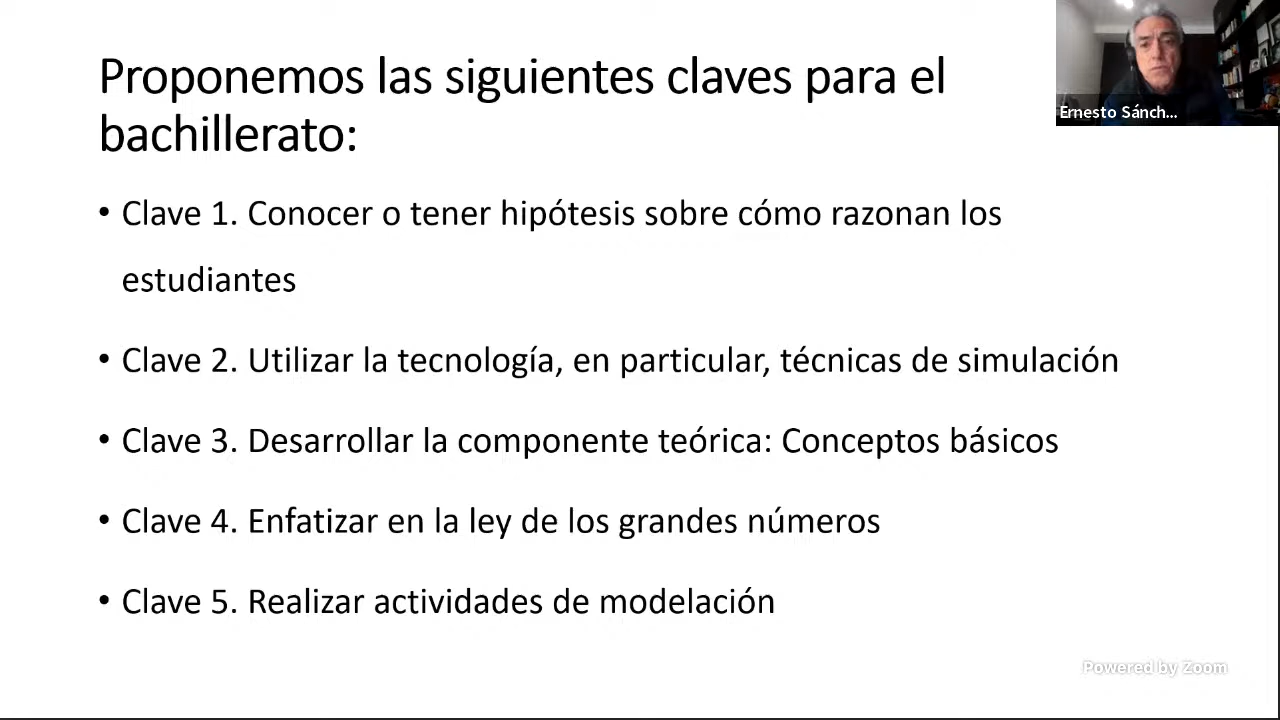 Proponemos las siguientes claves para el
bachillerato:
Ernesto Sánch...
• Clave 1. Conocer o tener hipótesis sobre cómo razonan los
estudiantes
• Clave 2. Utilizar la tecnología, en particular, técnicas de simulación
• Clave 3. Desarrollar la componente teórica: Conceptos básicos
• Clave 4. Enfatizar en la ley de los grandes números
• Clave 5. Realizar actividades de modelación
Powered by Zoom